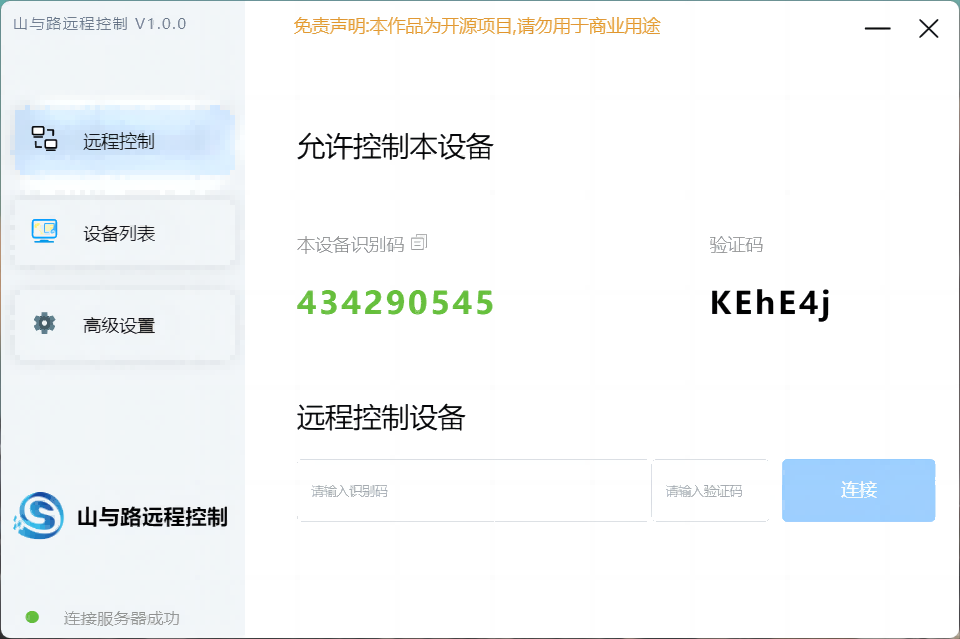 山与路远程控制 V1.0.0
免责声明:本作品为开源项目,请勿用于商业用途
远程控制
设备列表
高级设置
山与路远程控制
连接服务器成功
允许控制本设备
本设备识别码
验证码
434290545
KEhE4j
远程控制设备
请输入识别码
请输入验证码
连接